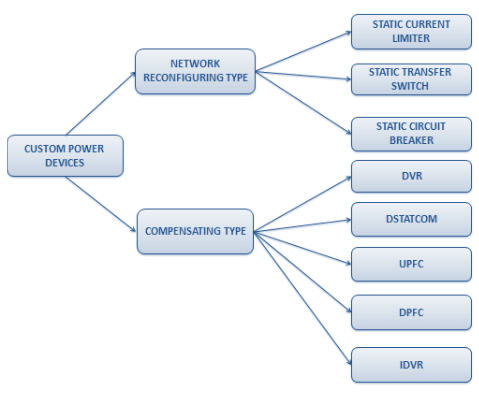 CUSTOM POWER
DEVICES
NETWORK
RECONFIGURING TYPE
COMPENSATING TYPE
STATIC CURRENT
LIMITER
STATIC TRANSFER
SWITCH
STATIC CIRCUIT
BREAKER
DVR
DSTATCOM
UPFC
DPFC
IDVR